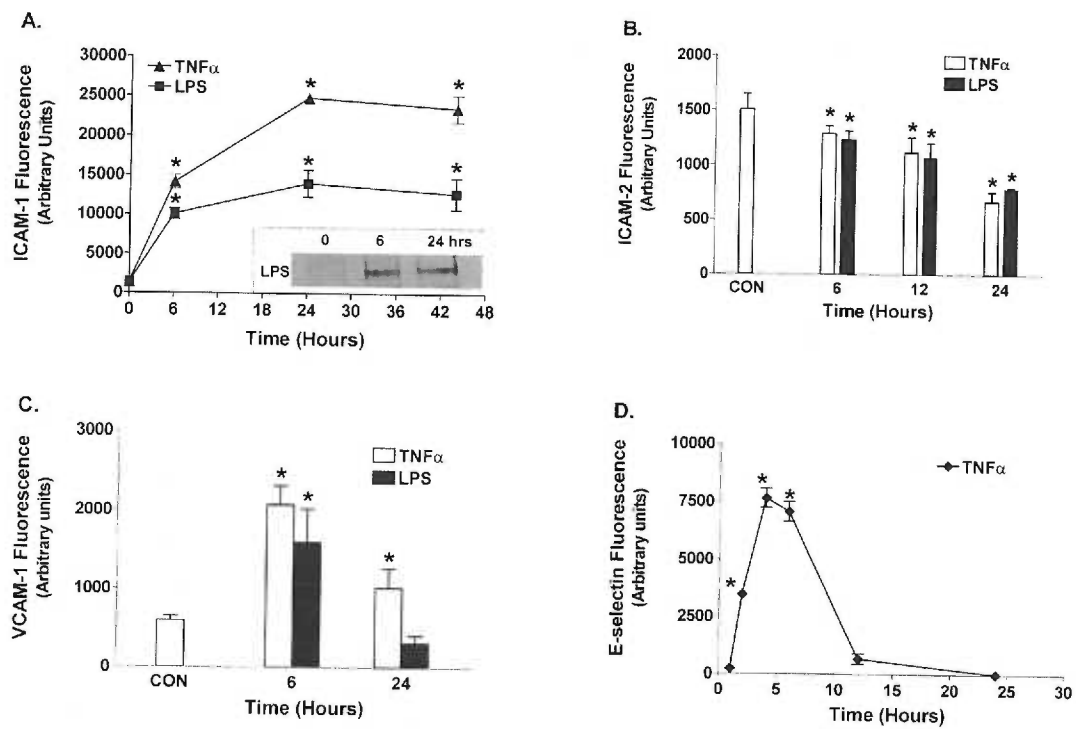 A.
30000
25000
20000
15000
10000
5000
0
ICAM-1 Fluorescence
(Arbitrary Units)
TNFα
LPS
*
*
*
*
*
*
0 6 24 hrs
LPS
0 6 12 18 24 30 36 42 48
Time (Hours)
B.
2000
1500
1000
500
0
ICAM-2 Fluorescence
(Arbitrary Units)
TNFα
LPS
* *
* *
* *
CON 6 12 24
Time (Hours)
C.
3000
2000
1000
0
VCAM-1 Fluorescence
(Arbitrary units)
TNFα
LPS
* *
*
CON 6 24
Time (Hours)
D.
10000
7500
5000
2500
0
E-selectin Fluorescence
(Arbitrary units)
TNFα
* *
*
0 5 10 15 20 25 30
Time (Hours)